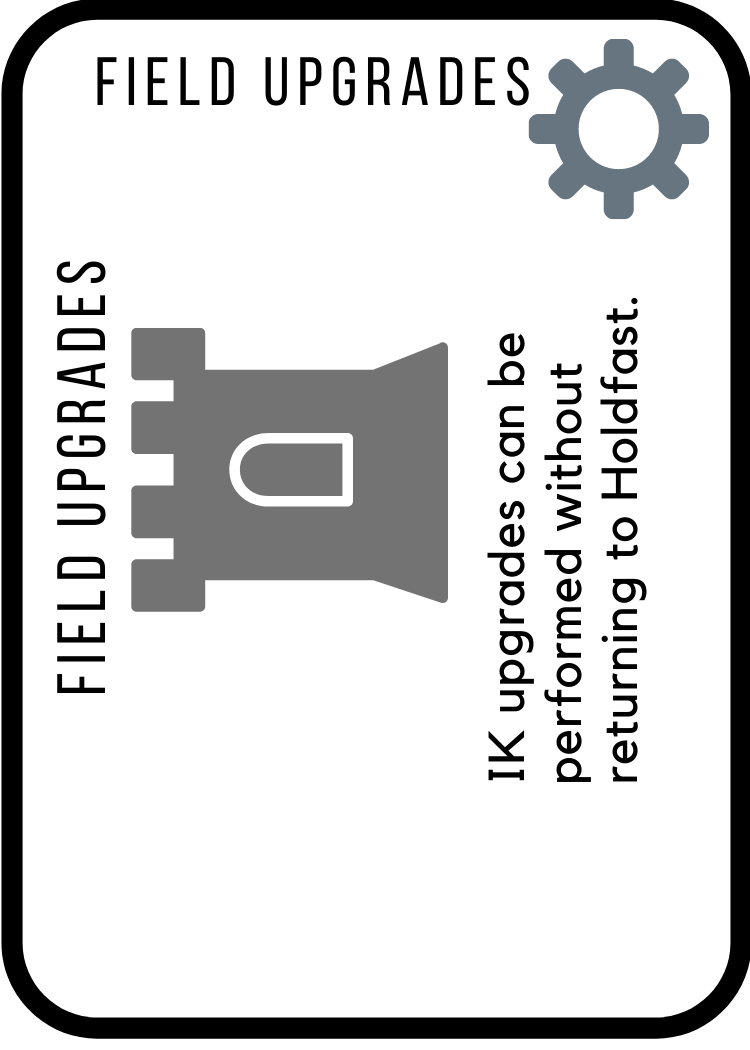 FIELD UPGRADES
FIELD UPGRADES
IK upgrades can be
performed without
returning to Holdfast.